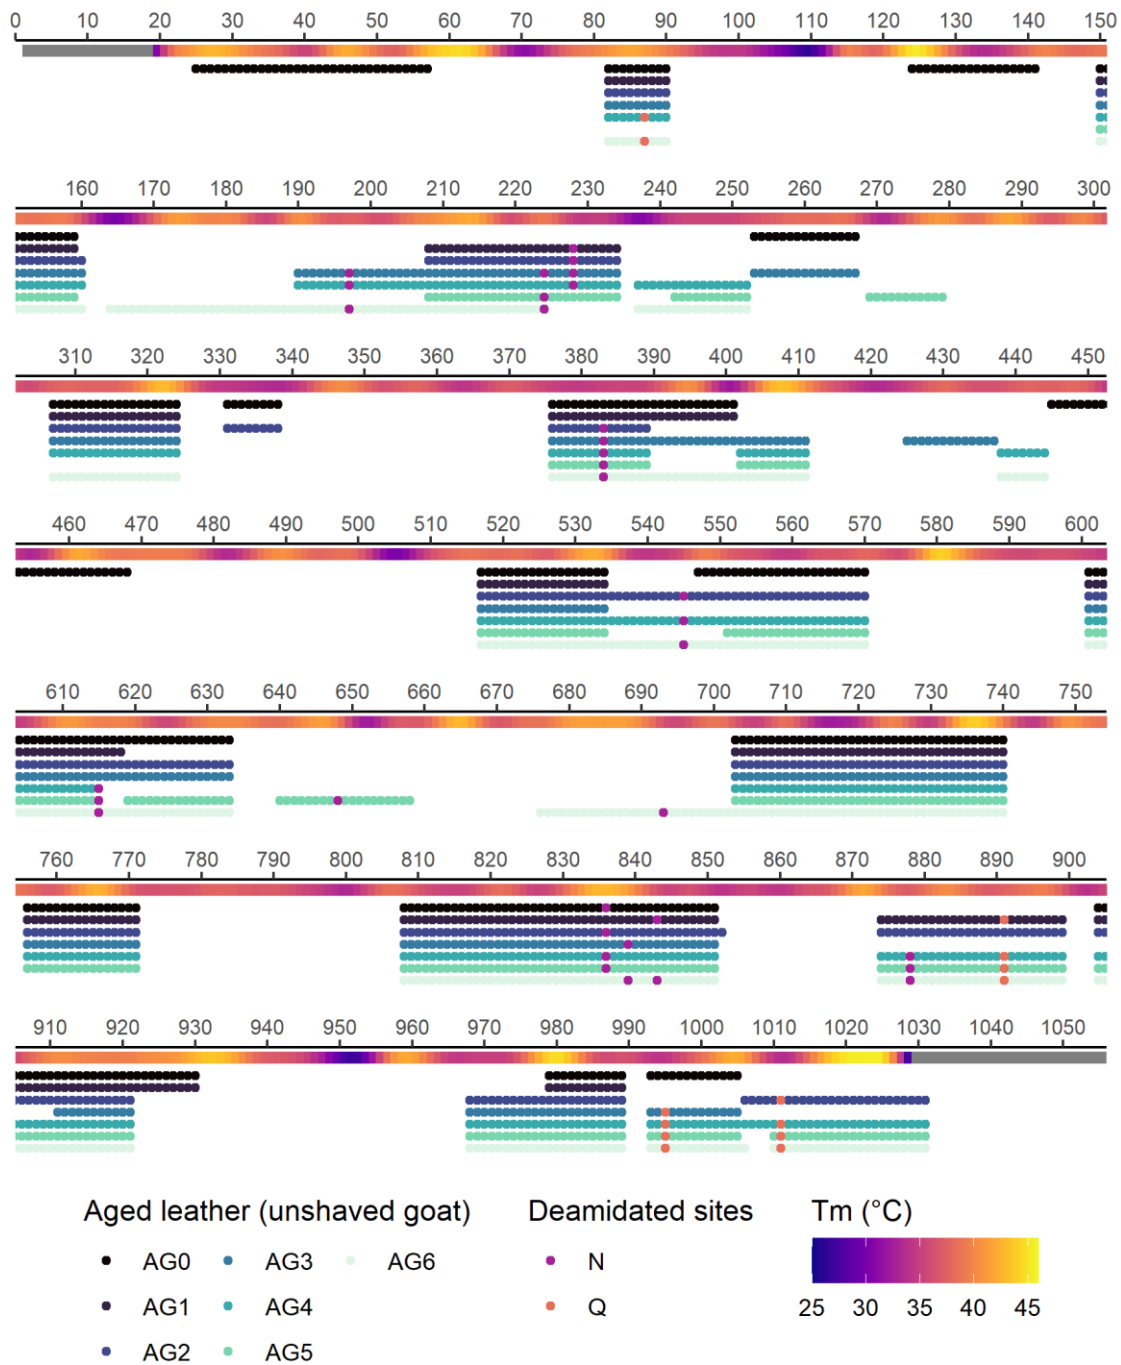 0 10 20 30 40 50 60 70 80 90 100 110 120 130 140 150
160 170 180 190 200 210 220 230 240 250 260 270 280 290 300
310 320 330 340 350 360 370 380 390 400 410 420 430 440 450
460 470 480 490 500 510 520 530 540 550 560 570 580 590 600
610 620 630 640 650 660 670 680 690 700 710 720 730 740 750
760 770 780 790 800 810 820 830 840 850 860 870 880 890 900
910 920 930 940 950 960 970 980 990 1000 1010 1020 1030 1040 1050
Aged leather (unshaved goat) Deamidated sites Tm (°C)
AG0 AG3 AG6 N
AG1 AG4 Q 25 30 35 40 45
AG2 AG5